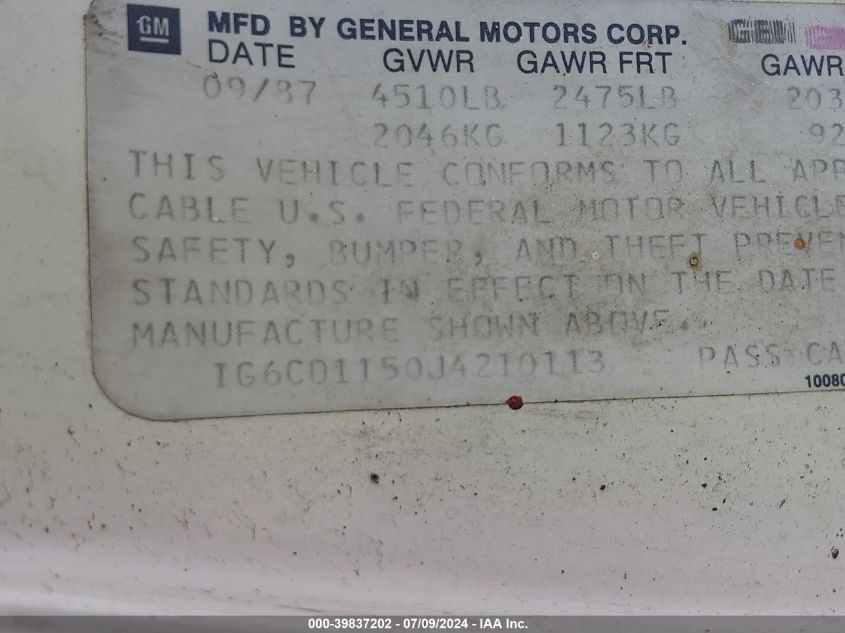 GM MFD BY GENERAL MOTORS CORP.
DATE GVWR GAWR FRT GAWR
09/87 4510LB 2475LB 203
2046KG 1123KG 92
THIS VEHICLE CONFORMS TO ALL APP
CABLE U.S. FEDERAL MOTOR VEHICLE
SAFETY, BUMPER, AND THEFT PREVEN
STANDARDS IN EFFECT ON THE DATE
MANUFACTURE SHOWN ABOVE.
1G6CD1150J4210113 PASS CA
10080
000-39837202 - 07/09/2024 - IAA Inc.